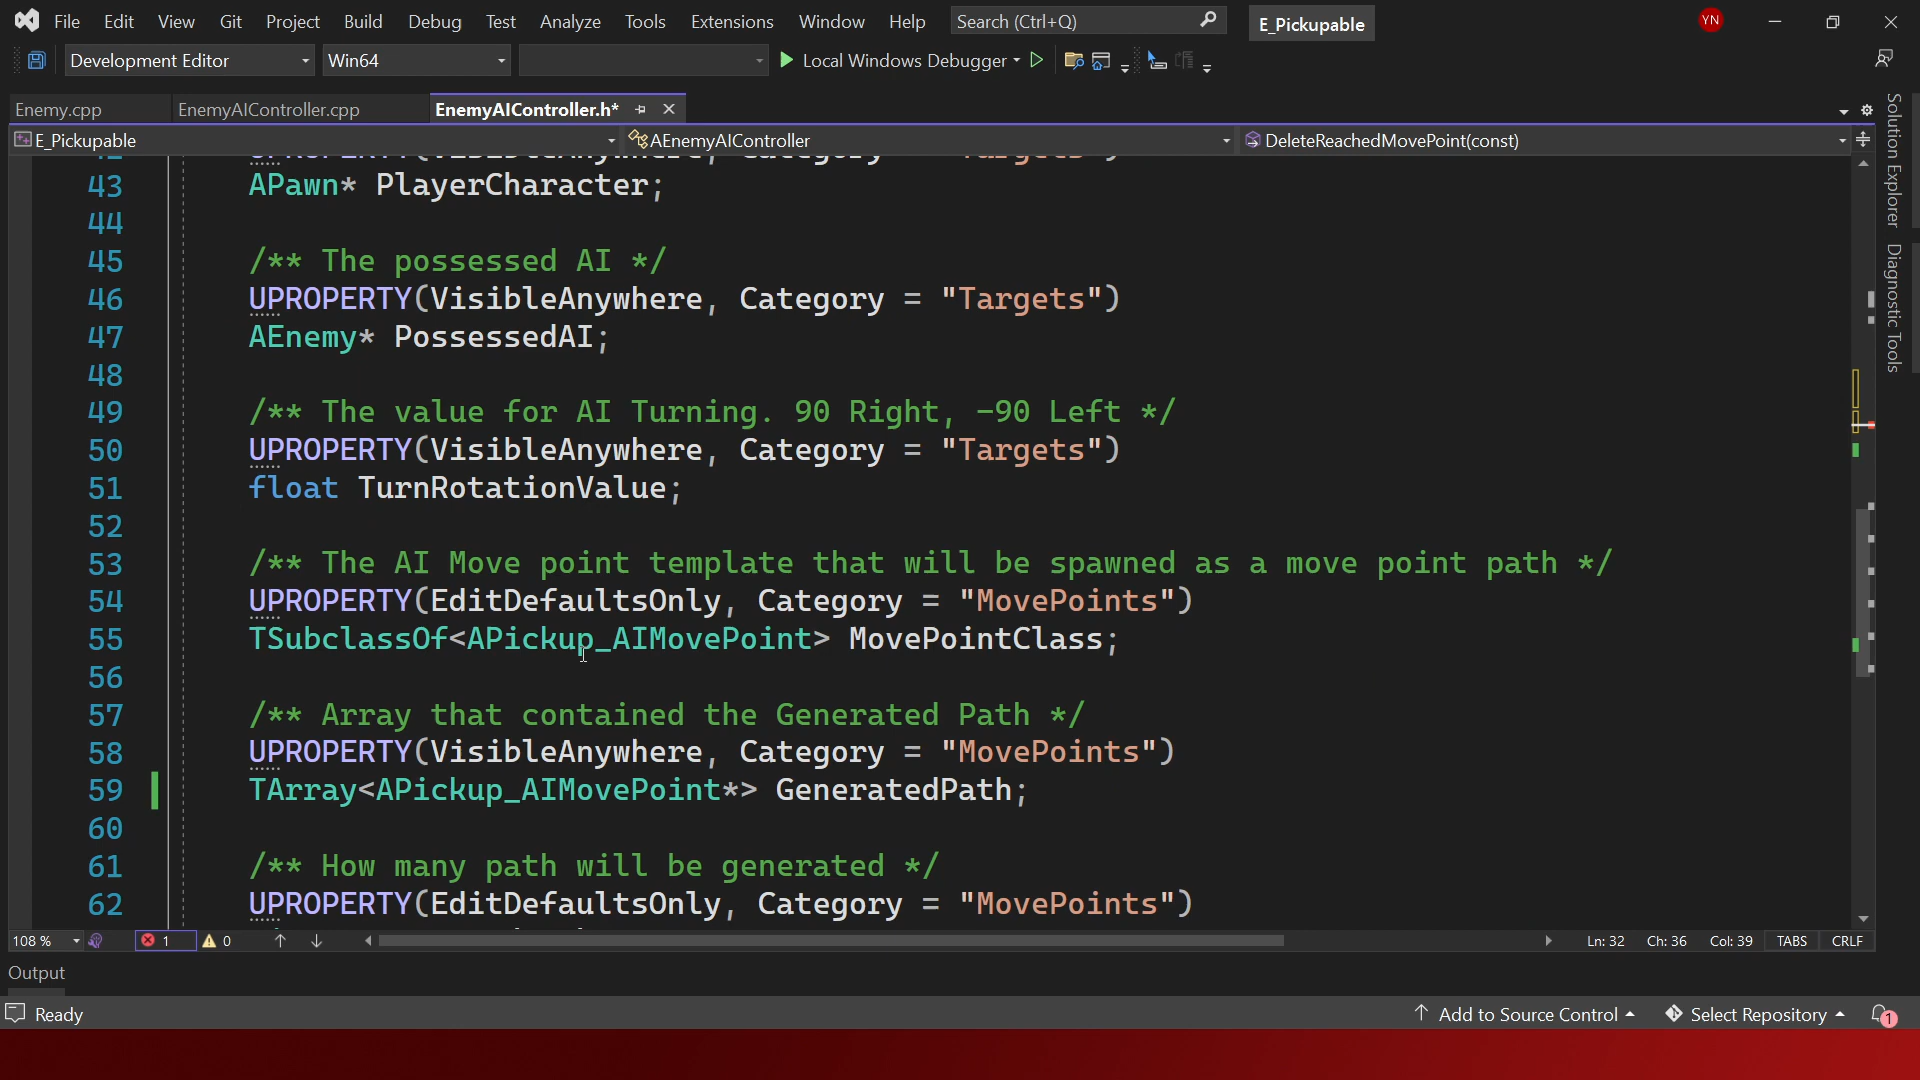 File Edit View Git Project Build Debug Test Analyze Tools Extensions Window Help Search (Ctrl+Q) E_Pickupable YN
Development Editor Win64 Local Windows Debugger
Enemy.cpp EnemyAIController.cpp EnemyAIController.h*
E_Pickupable AEnemyAIController DeleteReachedMovePoint(const)
43 APawn* PlayerCharacter;
44
45 /** The possessed AI */
46 UPROPERTY(VisibleAnywhere, Category = "Targets")
47 AEnemy* PossessedAI;
48
49 /** The value for AI Turning. 90 Right, -90 Left */
50 UPROPERTY(VisibleAnywhere, Category = "Targets")
51 float TurnRotationValue;
52
53 /** The AI Move point template that will be spawned as a move point path */
54 UPROPERTY(EditDefaultsOnly, Category = "MovePoints")
55 TSubclassOf<APickup_AIMovePoint> MovePointClass;
56
57 /** Array that contained the Generated Path */
58 UPROPERTY(VisibleAnywhere, Category = "MovePoints")
59 TArray<APickup_AIMovePoint*> GeneratedPath;
60
61 /** How many path will be generated */
62 UPROPERTY(EditDefaultsOnly, Category = "MovePoints")
Solution Explorer
Diagnostic Tools
108 % 1 0 Ln: 32 Ch: 36 Col: 39 TABS CRLF
Output
Ready Add to Source Control Select Repository 1